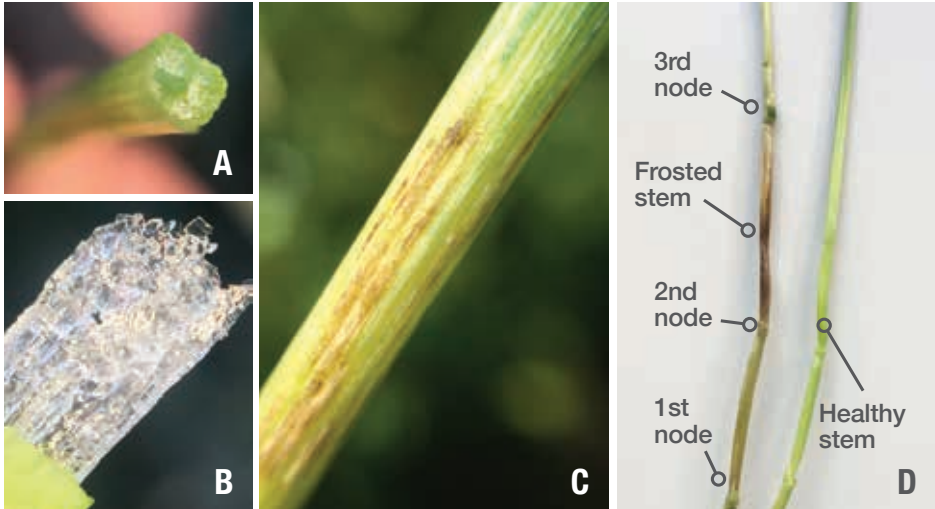 A
B
C
3rd
node
Frosted
stem
2nd
node
1st
node
Healthy
stem
D